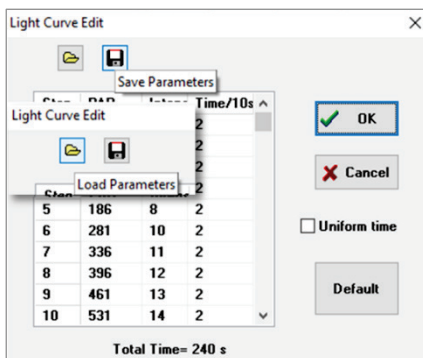 Light Curve Edit
Save Parameters
Time/10s
2
Light Curve Edit
2
2
Load Parameters
2
5 186 8 2
6 281 10 2
7 336 11 2
8 396 12 2
9 461 13 2
10 531 14 2
Total Time= 240 s
OK
Cancel
Uniform time
Default